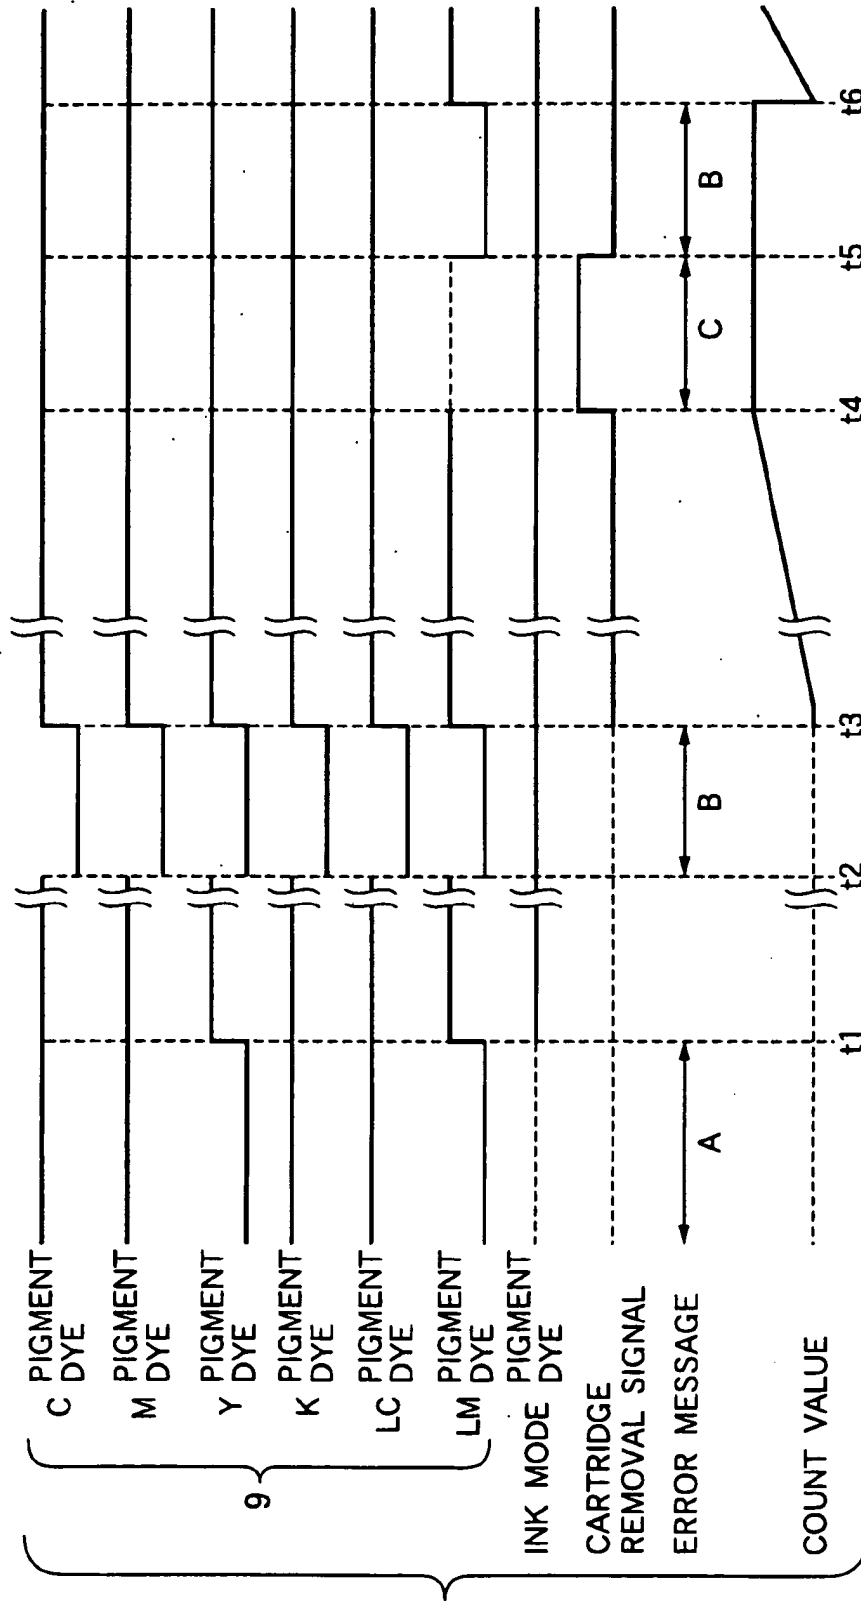 9
C PIGMENT
DYE
M PIGMENT
DYE
Y PIGMENT
DYE
K PIGMENT
DYE
LC PIGMENT
DYE
LM PIGMENT
DYE
INK MODE PIGMENT
DYE
CARTRIDGE
REMOVAL SIGNAL
ERROR MESSAGE
A B C B
COUNT VALUE
t1 t2 t3 t4 t5 t6